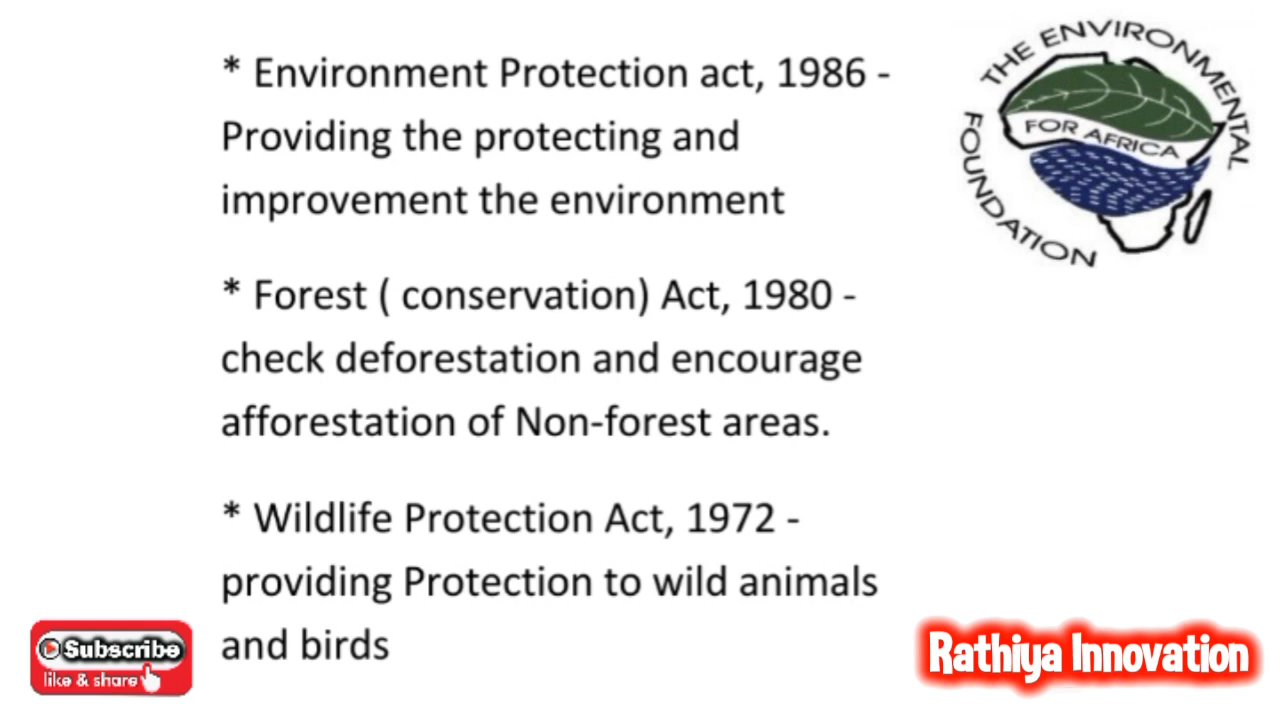 * Environment Protection act, 1986 -
Providing the protecting and
improvement the environment
* Forest ( conservation) Act, 1980 -
check deforestation and encourage
afforestation of Non-forest areas.
* Wildlife Protection Act, 1972 -
providing Protection to wild animals
and birds
THE ENVIRONMENTAL
FOUNDATION
FOR AFRICA
Subscribe
like & share
Rathiya Innovation